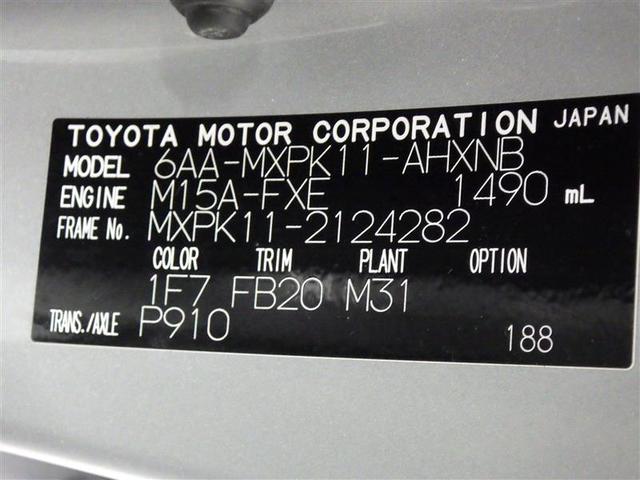 TOYOTA MOTOR CORPORATION JAPAN
MODEL 6AA-MXPK11-AHXNB
ENGINE M15A-FXE 1490 mL
FRAME No. MXPK11-2124282
COLOR TRIM PLANT OPTION
1F7 FB20 M31
TRANS./AXLE P910 188